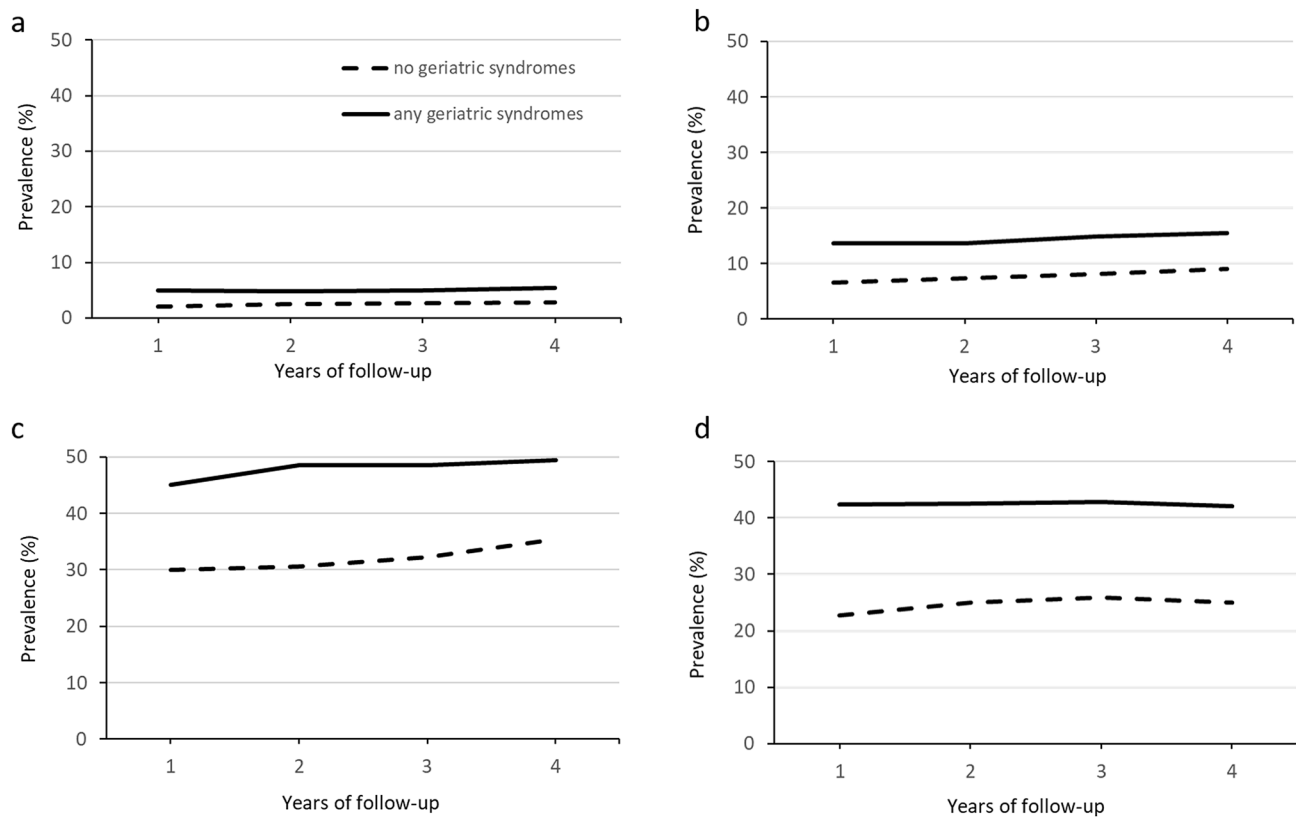 a
50
40
30
20
10
0
Prevalence (%)
no geriatric syndromes
any geriatric syndromes
1 2 3 4
Years of follow-up
b
50
40
30
20
10
0
Prevalence (%)
1 2 3 4
Years of follow-up
c
50
40
30
20
10
0
Prevalence (%)
1 2 3 4
Years of follow-up
d
50
40
30
20
10
0
Prevalence (%)
1 2 3 4
Years of follow-up